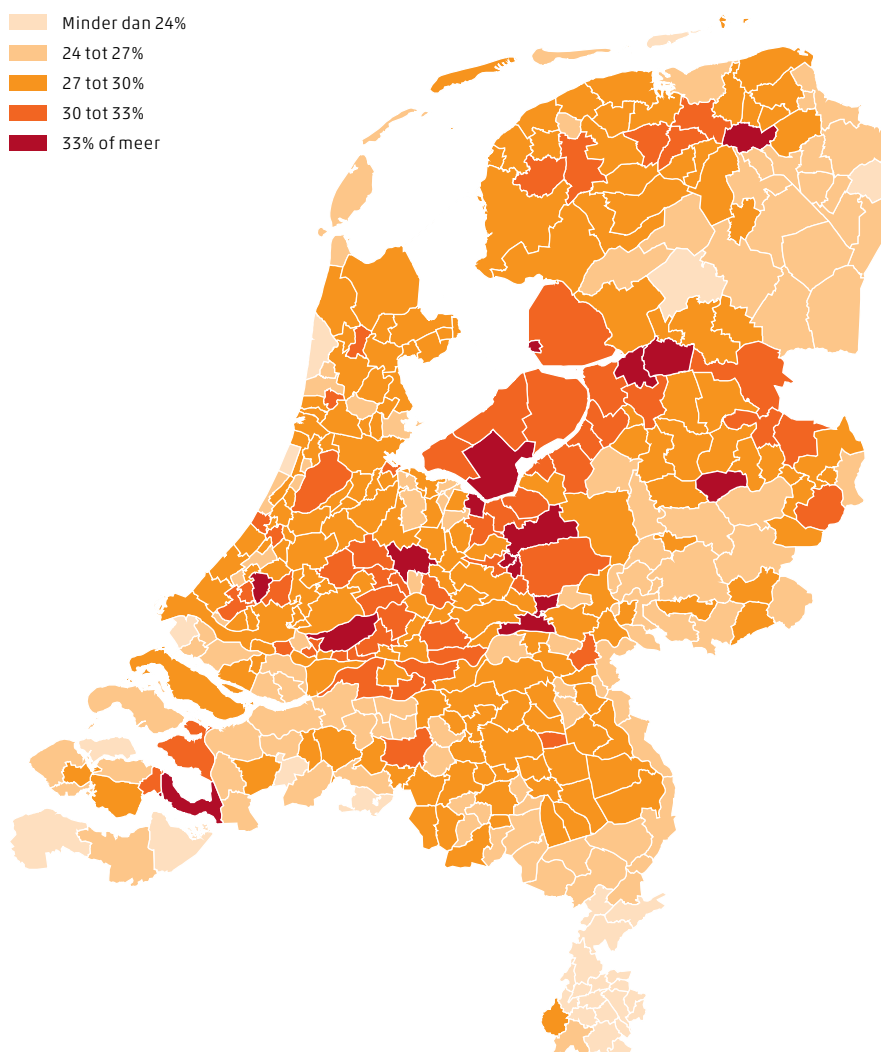 Minder dan 24%
24 tot 27%
27 tot 30%
30 tot 33%
33% of meer